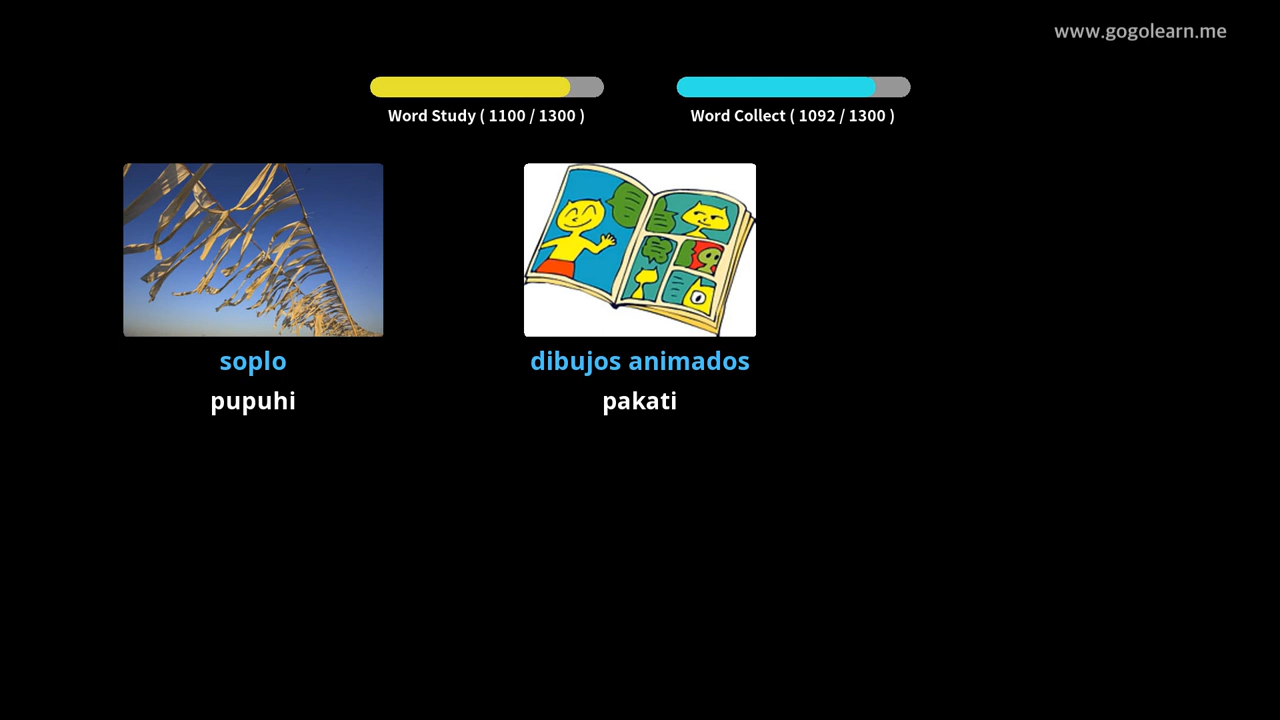 www.gogolearn.me
Word Study ( 1100 / 1300 )
Word Collect ( 1092 / 1300 )
soplo
pupuhi
dibujos animados
pakati